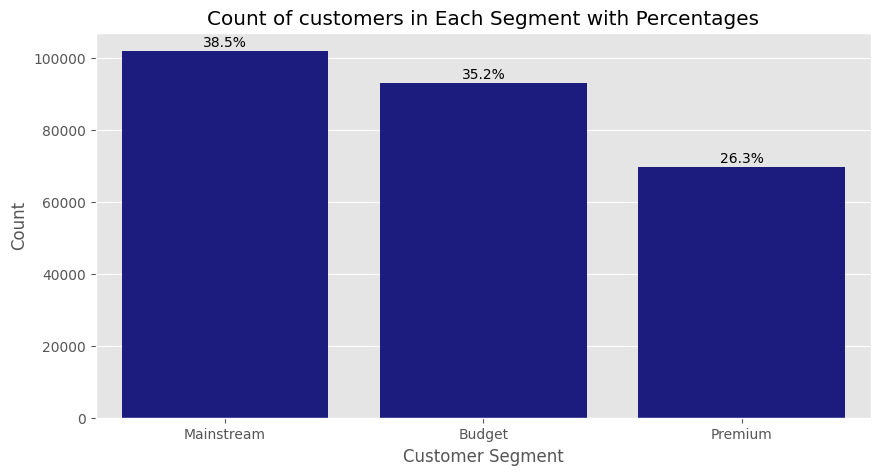 Count of customers in Each Segment with Percentages
38.5%
35.2%
26.3%
100000
80000
60000
40000
20000
0
Count
Mainstream
Budget
Premium
Customer Segment